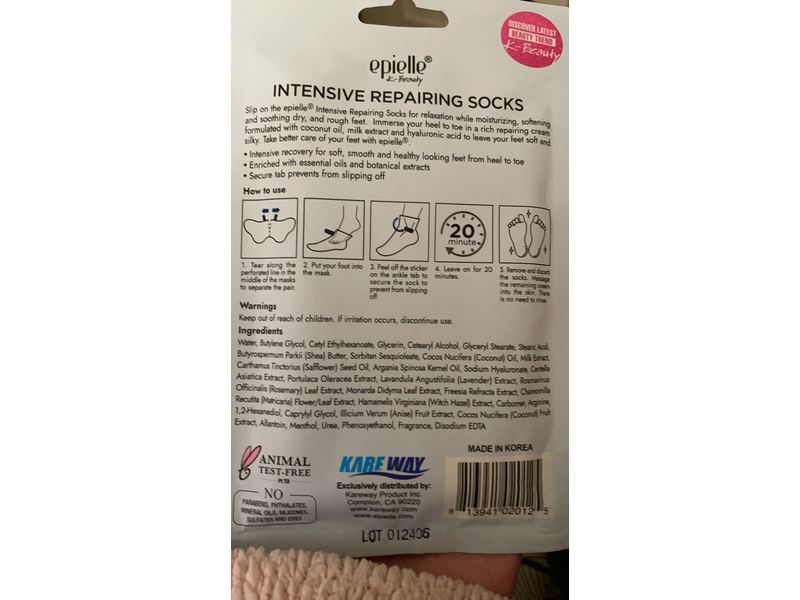 DISCOVER LATEST
BEAUTY TREND
K-Beauty
epielle®
K-Beauty
INTENSIVE REPAIRING SOCKS
Slip on the epielle® Intensive Repairing Socks for relaxation while moisturizing, softening
and soothing dry, and rough feet. Immerse your heel to toe in a rich repairing cream
formulated with coconut oil, milk extract and hyaluronic acid to leave your feet soft and
silky. Take better care of your feet with epielle®.
• Intensive recovery for soft, smooth and healthy looking feet from heel to toe
• Enriched with essential oils and botanical extracts
• Secure tab prevents from slipping off
How to use
20
minute
1. Tear along the
perforated line in the
middle of the masks
to separate the pair.
2. Put your foot into
the mask.
3. Peel off the sticker
on the ankle tab to
secure the sock to
prevent from slipping
off.
4. Leave on for 20
minutes.
5. Remove and discard
the socks. Massage
the remaining cream
into the skin. There
is no need to rinse.
Warnings
Keep out of reach of children. If irritation occurs, discontinue use.
Ingredients
Water, Butylene Glycol, Cetyl Ethylhexanoate, Glycerin, Cetearyl Alcohol, Glyceryl Stearate, Stearic Acid,
Butyrospermum Parkii (Shea) Butter, Sorbitan Sesquioleate, Cocos Nucifera (Coconut) Oil, Milk Extract,
Carthamus Tinctorius (Safflower) Seed Oil, Argania Spinosa Kernel Oil, Sodium Hyaluronate, Centella
Asiatica Extract, Portulaca Oleracea Extract, Lavandula Angustifolia (Lavender) Extract, Rosmarinus
Officinalis (Rosemary) Leaf Extract, Monarda Didyma Leaf Extract, Freesia Refracta Extract, Chamomilla
Recutita (Matricaria) Flower/Leaf Extract, Hamamelis Virginiana (Witch Hazel) Extract, Carbomer, Arginine,
1,2-Hexanediol, Caprylyl Glycol, Illicium Verum (Anise) Fruit Extract, Cocos Nucifera (Coconut) Fruit
Extract, Allantoin, Menthol, Urea, Phenoxyethanol, Fragrance, Disodium EDTA
ANIMAL
TEST-FREE
PETA
NO
PARABENS, PHTHALATES,
MINERAL OILS, SILICONES,
SULFATES AND DYES
KAREWAY
Exclusively distributed by:
Kareway Product Inc.
Compton, CA 90220
www.kareway.com
www.epielle.com
MADE IN KOREA
8 13941 02012 5
LOT 012406